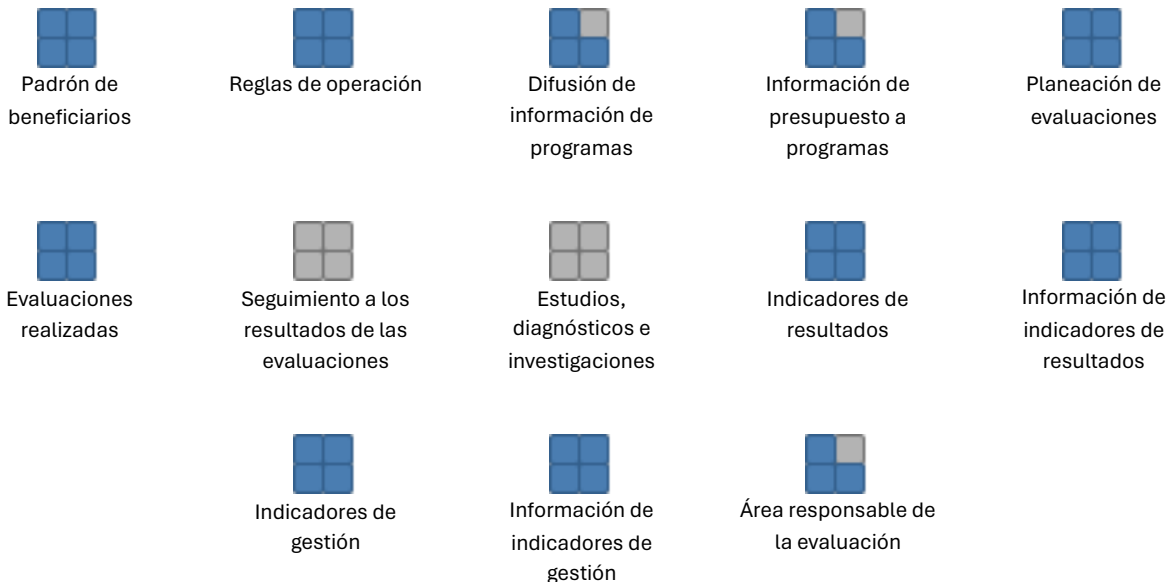 Padrón de
beneficiarios
Reglas de operación
Difusión de
información de
programas
Información de
presupuesto a
programas
Planeación de
evaluaciones
Evaluaciones
realizadas
Seguimiento a los
resultados de las
evaluaciones
Estudios,
diagnósticos e
investigaciones
Indicadores de
resultados
Información de
indicadores de
resultados
Indicadores de
gestión
Información de
indicadores de
gestión
Área responsable de
la evaluación